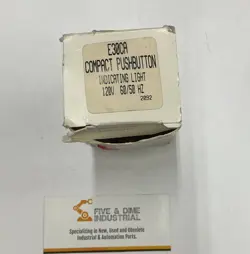 E30CA
COMPACT PUSHBUTTON
INDICATING LIGHT
120V 60/50 HZ
2892
FIVE & DIME
INDUSTRIAL
Specializing in New, Used and Obsolete
Industrial & Automation Parts.